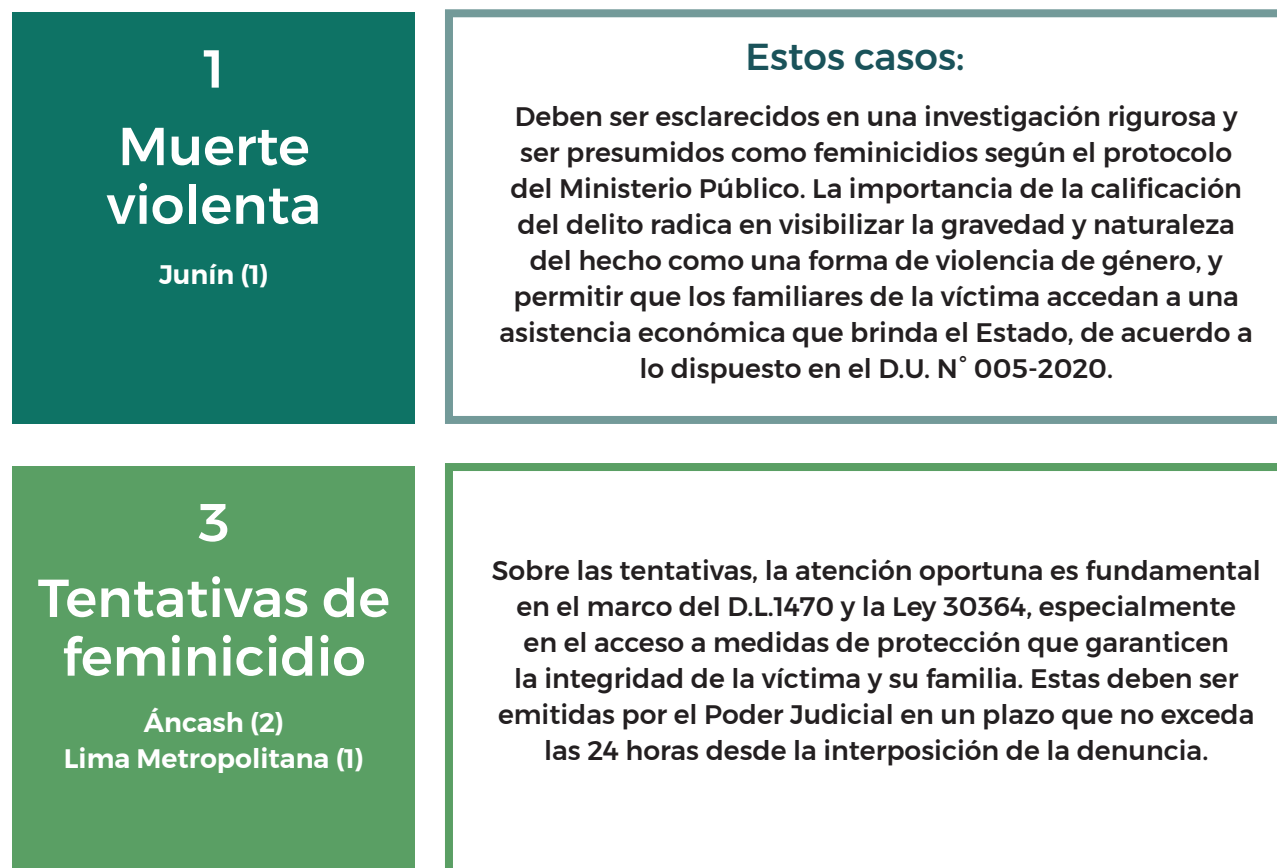 1
Muerte
violenta
Junín (1)
Estos casos:
Deben ser esclarecidos en una investigación rigurosa y
ser presumidos como feminicidios según el protocolo
del Ministerio Público. La importancia de la calificación
del delito radica en visibilizar la gravedad y naturaleza
del hecho como una forma de violencia de género, y
permitir que los familiares de la víctima accedan a una
asistencia económica que brinda el Estado, de acuerdo a
lo dispuesto en el D.U. N° 005-2020.
3
Tentativas de
feminicidio
Áncash (2)
Lima Metropolitana (1)
Sobre las tentativas, la atención oportuna es fundamental
en el marco del D.L.1470 y la Ley 30364, especialmente
en el acceso a medidas de protección que garanticen
la integridad de la víctima y su familia. Estas deben ser
emitidas por el Poder Judicial en un plazo que no exceda
las 24 horas desde la interposición de la denuncia.